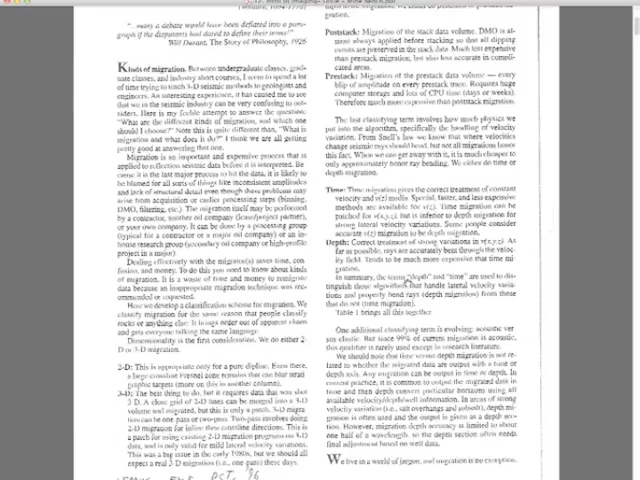 "... many a debate would have been deflated into a para-
graph if the disputants had dared to define their terms!"
Will Durant, The Story of Philosophy, 1926
Kinds of migration. Between undergraduate classes, grad-
uate classes, and industry short courses, I seem to spend a lot
of time trying to teach 3-D seismic methods to geologists and
engineers. An interesting experience, it has caused me to see
that we in the seismic industry can be very confusing to out-
siders. Here is my feeble attempt to answer the question:
"What are the different kinds of migration, and which one
should I choose?" Note this is quite different than, "What is
migration and what does it do?" I think we are all getting
pretty good at answering that one.
Migration is an important and expensive process that is
applied to reflection seismic data before it is interpreted. Be-
cause it is the last major process to hit the data, it is likely to
be blamed for all sorts of things like inconsistent amplitudes
and lack of structural detail even though these problems may
arise from acquisition or earlier processing steps (binning,
DMO, filtering, etc.). The migration itself may be performed
by a contractor, another oil company (lease/project partner),
or your own company. It can be done by a processing group
(typical for a contractor or a major oil company) or an in-
house research group (secondary oil company or high-profile
project in a major).
Dealing effectively with the migrator(s) saves time, con-
fusion, and money. To do this you need to know about kinds
of migration. It is a waste of time and money to remigrate
data because an inappropriate migration technique was rec-
ommended or requested.
Here we develop a classification scheme for migration. We
classify migration for the same reason that people classify
rocks or anything else: It brings order out of apparent chaos
and gets everyone talking the same language.
Dimensionality is the first consideration. We do either 2-
D or 3-D migration.
2-D: This is appropriate only for a pure dipline. Even there,
a large crossline Fresnel zone remains that can blur strati-
graphic targets (more on this in another column).
3-D: The best thing to do, but it requires data that was shot
3 D. A close grid of 2-D lines can be merged into a 3-D
volume and migrated, but this is only a patch. 3-D migra-
tion can be one-pass or two-pass. Two-pass involves doing
2-D migration for inline then crossline directions. This is
a patch for using existing 2-D migration programs on 3-D
data, and is only valid for mild lateral velocity variations.
This was a big issue in the early 1980s, but we should all
expect a real 3 D migration (i.e., one pass) these days.
OCT, 96
Poststack: Migration of the stack data volume. DMO is al-
most always applied before stacking so that all dipping
events are preserved in the stack data. Much less expensive
than prestack migration, but also less accurate in compli-
cated areas.
Prestack: Migration of the prestack data volume — every
blip of amplitude on every prestack trace. Requires huge
computer storage and lots of CPU time (days or weeks).
Therefore much more expensive than poststack migration.
The last classifying term involves how much physics we
put into the algorithm, specifically the handling of velocity
variation. From Snell's law we know that where velocities
change seismic rays should bend, but not all migrations honor
this fact. When we can get away with it, it is much cheaper to
only approximately honor ray bending. We either do time or
depth migration.
Time: Time migration gives the correct treatment of constant
velocity and v(z) media. Special, faster, and less expensive
methods are available for v(z). Time migration can be
patched for v(x,y,z), but is inferior to depth migration for
strong lateral velocity variations. Some people consider
accurate v(z) migration to be depth migration.
Depth: Correct treatment of strong variations in v(x,y,z). As
far as possible, rays are accurately bent through the veloc-
ity field. Tends to be much more expensive that time mi-
gration.
In summary, the terms "depth" and "time" are used to dis-
tinguish those algorithms that handle lateral velocity varia-
tions and properly bend rays (depth migration) from these
that do not (time migration).
Table 1 brings all this together.
One additional classifying term is evolving: acoustic ver-
sus elastic. But since 99% of current migration is acoustic,
this qualifier is rarely used except in research literature.
We should note that time versus depth migration is not re-
lated to whether the migrated data are output with a time or
depth axis. Any migration can be output in time or depth. In
current practice, it is common to output the migrated data in
time and then depth convert particular horizons using all
available velocity/depth/well information. In areas of strong
velocity variation (i.e., salt overhangs and subsalt), depth mi-
gration is often used and the output is given as a depth sec-
tion. However, migration depth accuracy is limited to about
one half of a wavelength, so the depth section often needs
final adjustment based on well data.
We live in a world of jargon, and migration is no exception.